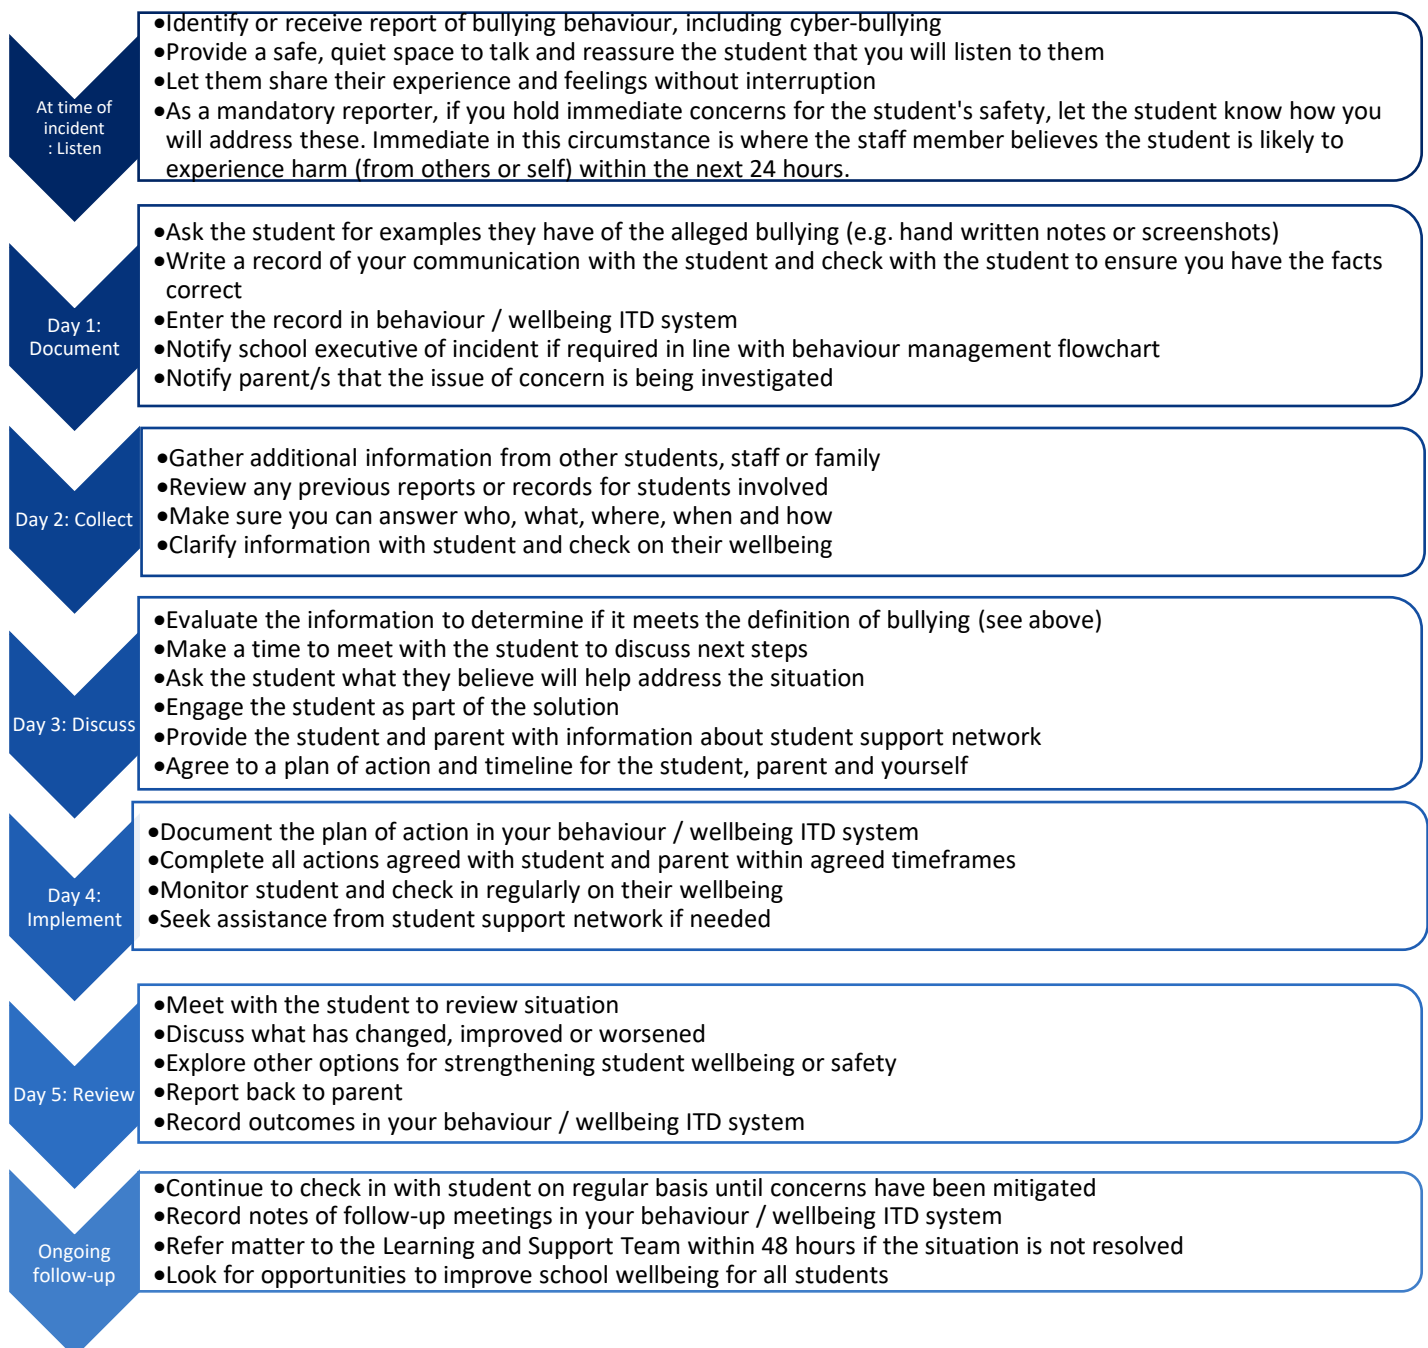 At time of
incident
: Listen
•Identify or receive report of bullying behaviour, including cyber-bullying
•Provide a safe, quiet space to talk and reassure the student that you will listen to them
•Let them share their experience and feelings without interruption
•As a mandatory reporter, if you hold immediate concerns for the student's safety, let the student know how you
will address these. Immediate in this circumstance is where the staff member believes the student is likely to
experience harm (from others or self) within the next 24 hours.
Day 1:
Document
•Ask the student for examples they have of the alleged bullying (e.g. hand written notes or screenshots)
•Write a record of your communication with the student and check with the student to ensure you have the facts
correct
•Enter the record in behaviour / wellbeing ITD system
•Notify school executive of incident if required in line with behaviour management flowchart
•Notify parent/s that the issue of concern is being investigated
Day 2: Collect
•Gather additional information from other students, staff or family
•Review any previous reports or records for students involved
•Make sure you can answer who, what, where, when and how
•Clarify information with student and check on their wellbeing
Day 3: Discuss
•Evaluate the information to determine if it meets the definition of bullying (see above)
•Make a time to meet with the student to discuss next steps
•Ask the student what they believe will help address the situation
•Engage the student as part of the solution
•Provide the student and parent with information about student support network
•Agree to a plan of action and timeline for the student, parent and yourself
Day 4:
Implement
•Document the plan of action in your behaviour / wellbeing ITD system
•Complete all actions agreed with student and parent within agreed timeframes
•Monitor student and check in regularly on their wellbeing
•Seek assistance from student support network if needed
Day 5: Review
•Meet with the student to review situation
•Discuss what has changed, improved or worsened
•Explore other options for strengthening student wellbeing or safety
•Report back to parent
•Record outcomes in your behaviour / wellbeing ITD system
Ongoing
follow-up
•Continue to check in with student on regular basis until concerns have been mitigated
•Record notes of follow-up meetings in your behaviour / wellbeing ITD system
•Refer matter to the Learning and Support Team within 48 hours if the situation is not resolved
•Look for opportunities to improve school wellbeing for all students